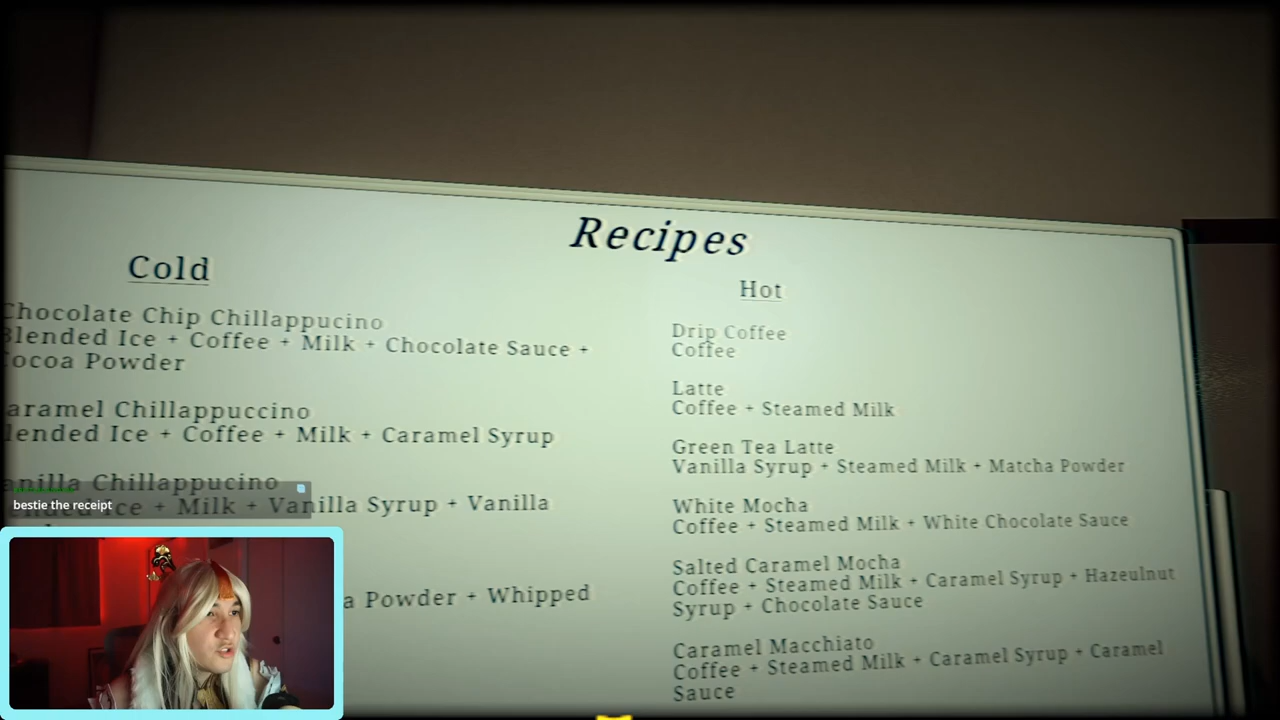 Recipes
Cold
Chocolate Chip Chillappucino
Blended Ice + Coffee + Milk + Chocolate Sauce +
Cocoa Powder
aramel Chillappuccino
lended Ice + Coffee + Milk + Caramel Syrup
anilla Chillappucino
Ice + Milk + Vanilla Syrup + Vanilla
a Powder + Whipped
Hot
Drip Coffee
Coffee
Latte
Coffee + Steamed Milk
Green Tea Latte
Vanilla Syrup + Steamed Milk + Matcha Powder
White Mocha
Coffee + Steamed Milk + White Chocolate Sauce
Salted Caramel Mocha
Coffee + Steamed Milk + Caramel Syrup + Hazeulnut
Syrup + Chocolate Sauce
Caramel Macchiato
Coffee + Steamed Milk + Caramel Syrup + Caramel
Sauce
bestie the receipt